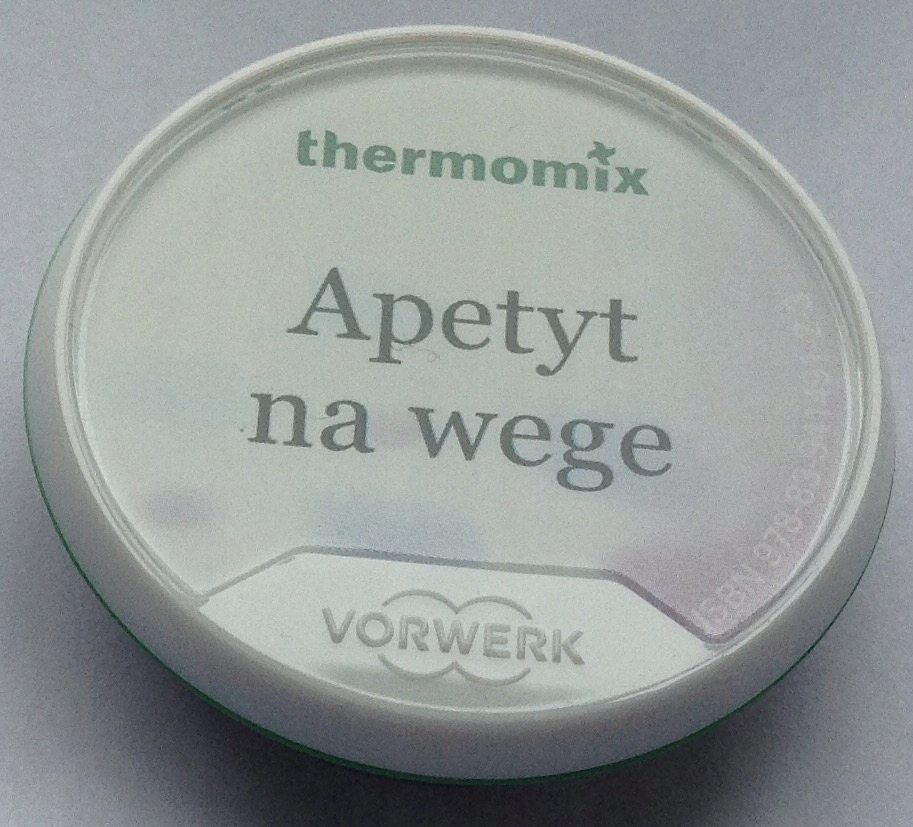 thermomix
Apetyt
na wege
VORWERK